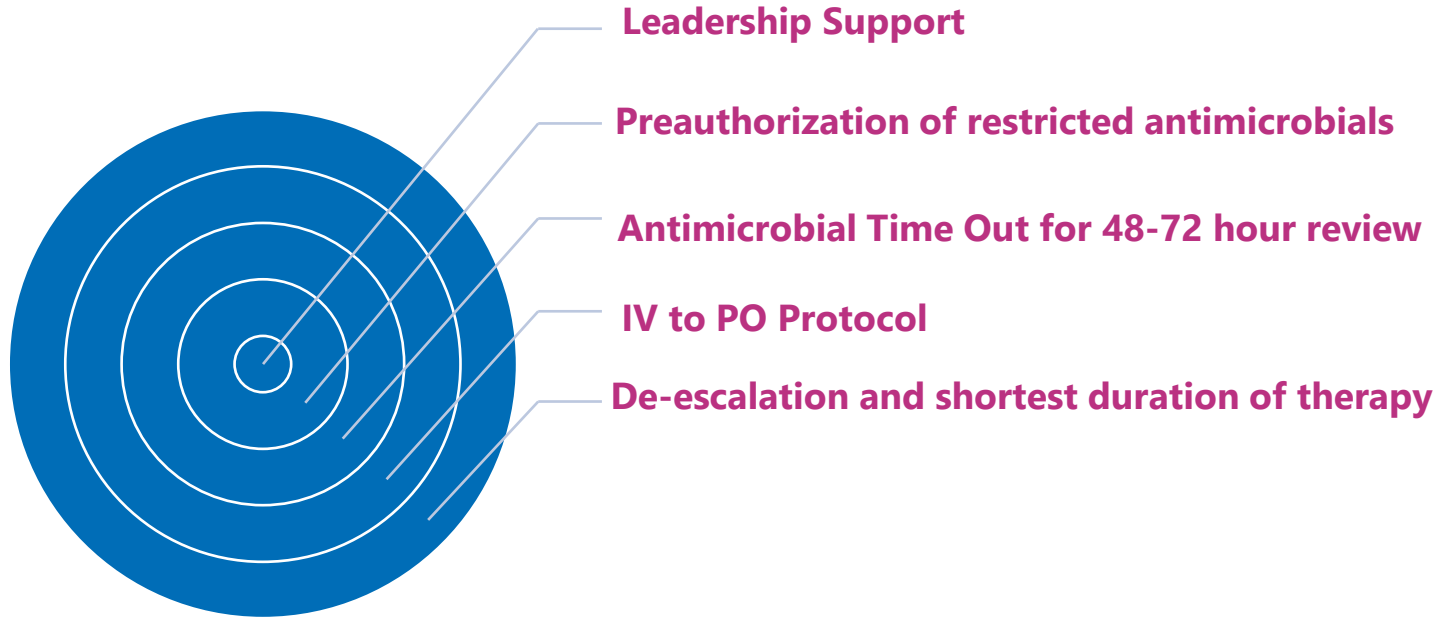 Leadership Support
Preauthorization of restricted antimicrobials
Antimicrobial Time Out for 48-72 hour review
IV to PO Protocol
De-escalation and shortest duration of therapy